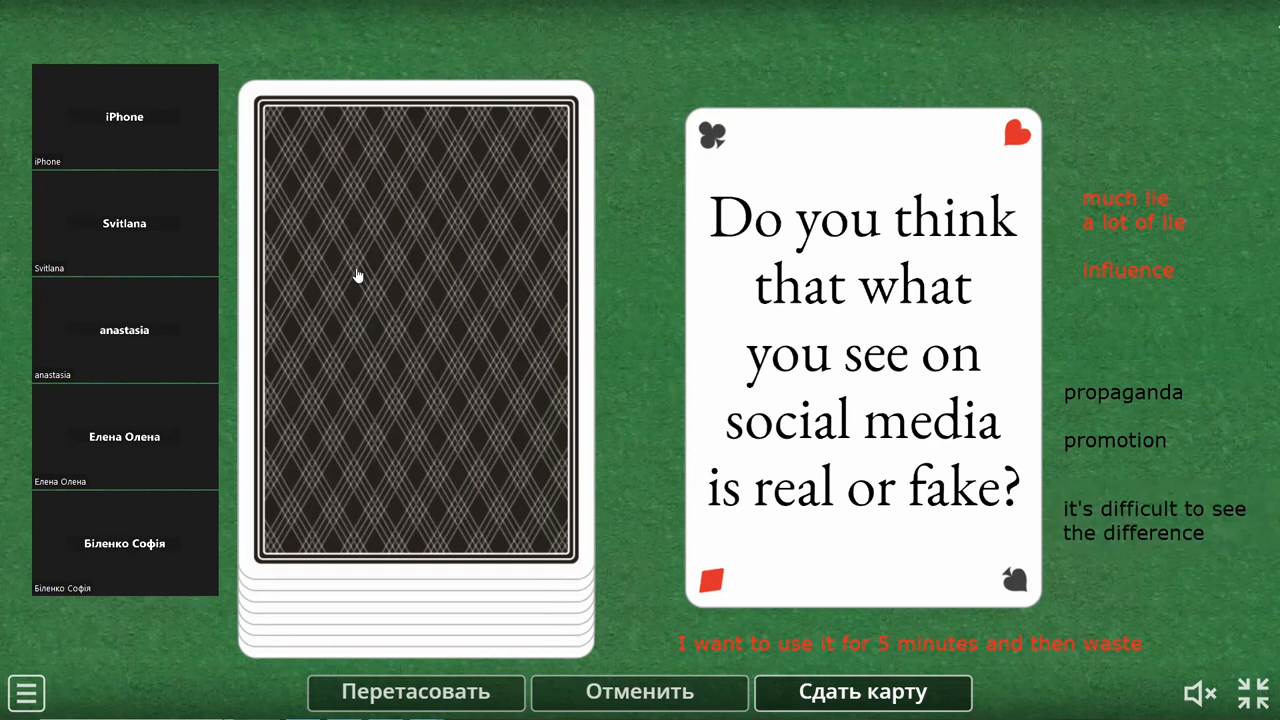 iPhone
iPhone
Svitlana
Svitlana
anastasia
anastasia
Елена Олена
Елена Олена
Біленко Софія
Біленко Софія
Do you think
that what
you see on
social media
is real or fake?
much lie
a lot of lie
influence
propaganda
promotion
it's difficult to see
the difference
I want to use it for 5 minutes and then waste
Перетасовать
Отменить
Сдать карту